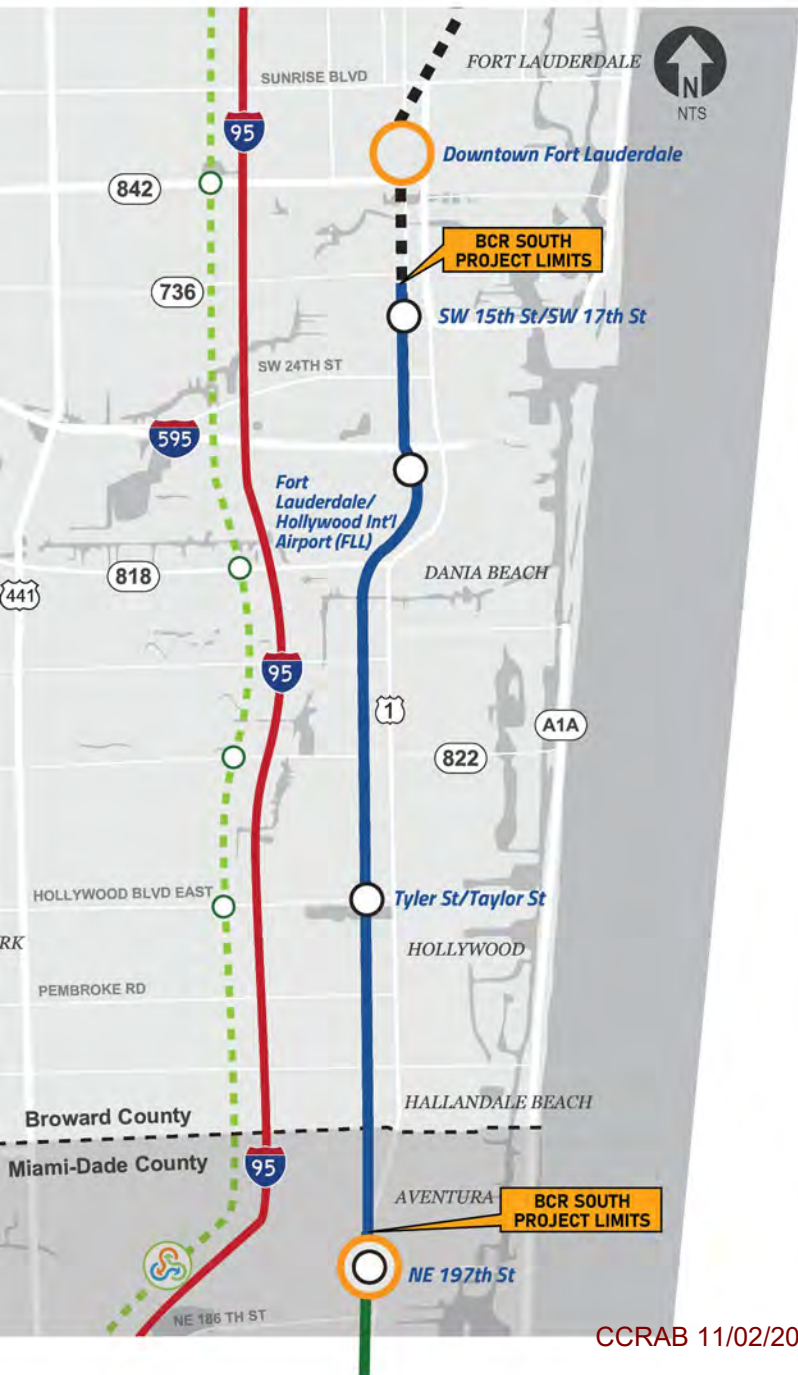 FORT LAUDERDALE
N
NTS
SUNRISE BLVD
95
Downtown Fort Lauderdale
842
BCR SOUTH
PROJECT LIMITS
736
SW 15th St/SW 17th St
SW 24TH ST
595
Fort
Lauderdale/
Hollywood Int'l
Airport (FLL)
DANIA BEACH
818
441
95
1
A1A
822
HOLLYWOOD BLVD EAST
Tyler St/Taylor St
RK
HOLLYWOOD
PEMBROKE RD
HALLANDALE BEACH
Broward County
Miami-Dade County
95
AVENTURA
BCR SOUTH
PROJECT LIMITS
NE 197th St
NE 186 TH ST
CCRAB 11/02/20